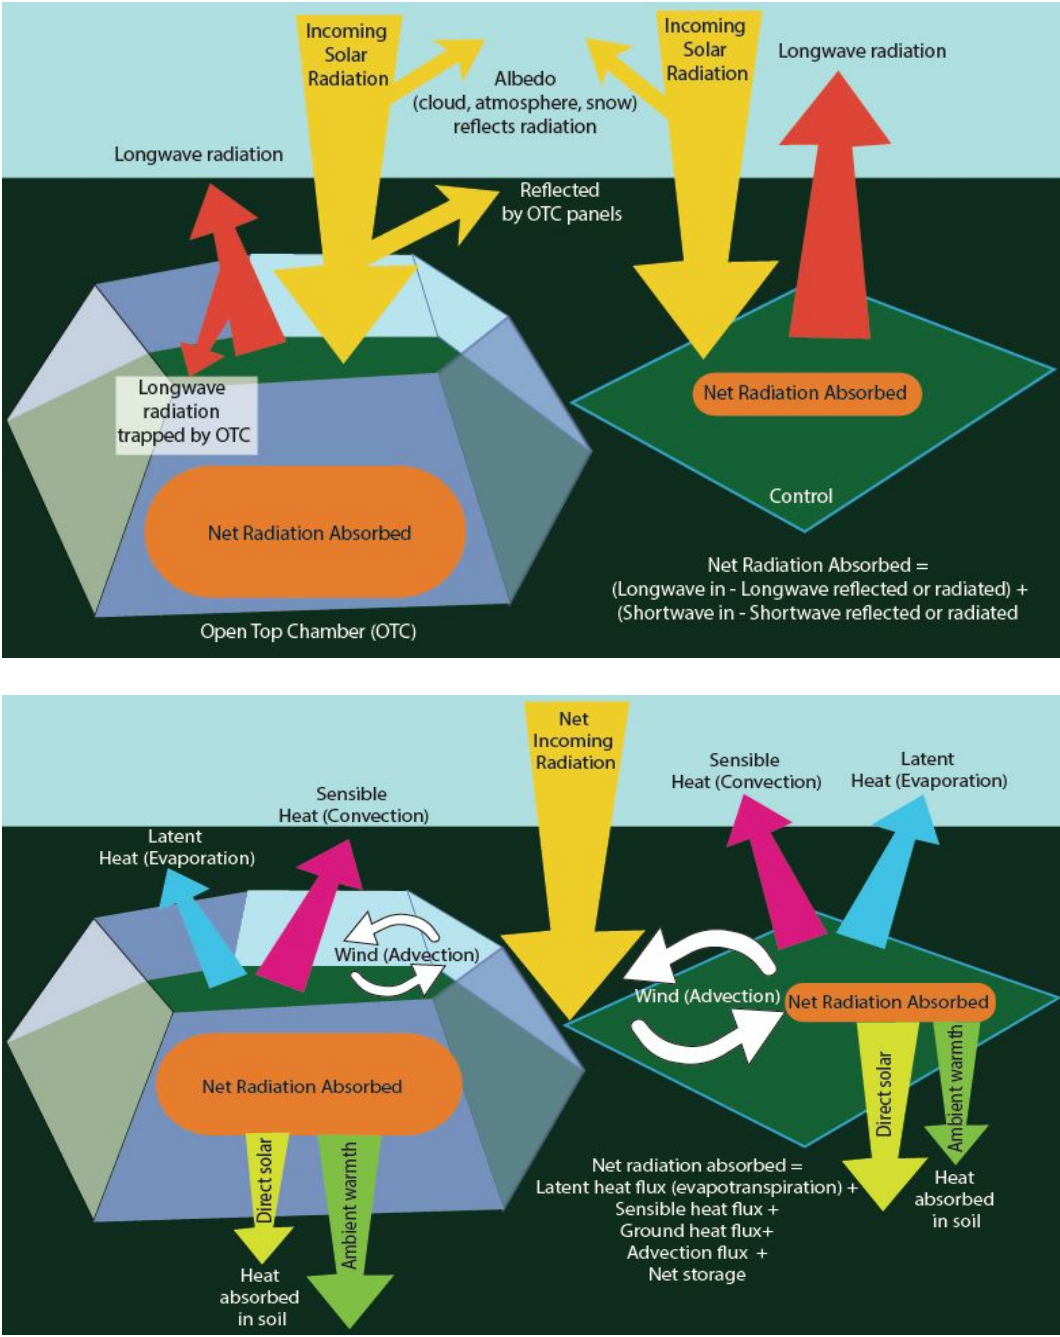 Incoming
Solar
Radiation
Incoming
Solar
Radiation
Longwave radiation
Albedo
(cloud, atmosphere, snow)
reflects radiation
Longwave radiation
Reflected
by OTC panels
Longwave
radiation
trapped by OTC
Net Radiation Absorbed
Net Radiation Absorbed
Control
Net Radiation Absorbed =
(Longwave in - Longwave reflected or radiated) +
(Shortwave in - Shortwave reflected or radiated
Open Top Chamber (OTC)
Net
Incoming
Radiation
Sensible
Heat (Convection)
Latent
Heat (Evaporation)
Sensible
Heat (Convection)
Latent
Heat (Evaporation)
Wind (Advection)
Wind (Advection)
Net Radiation Absorbed
Net Radiation Absorbed
Direct solar
Ambient warmth
Heat
absorbed
in soil
Direct solar
Ambient warmth
Heat
absorbed
in soil
Net radiation absorbed =
Latent heat flux (evapotranspiration) +
Sensible heat flux +
Ground heat flux+
Advection flux +
Net storage